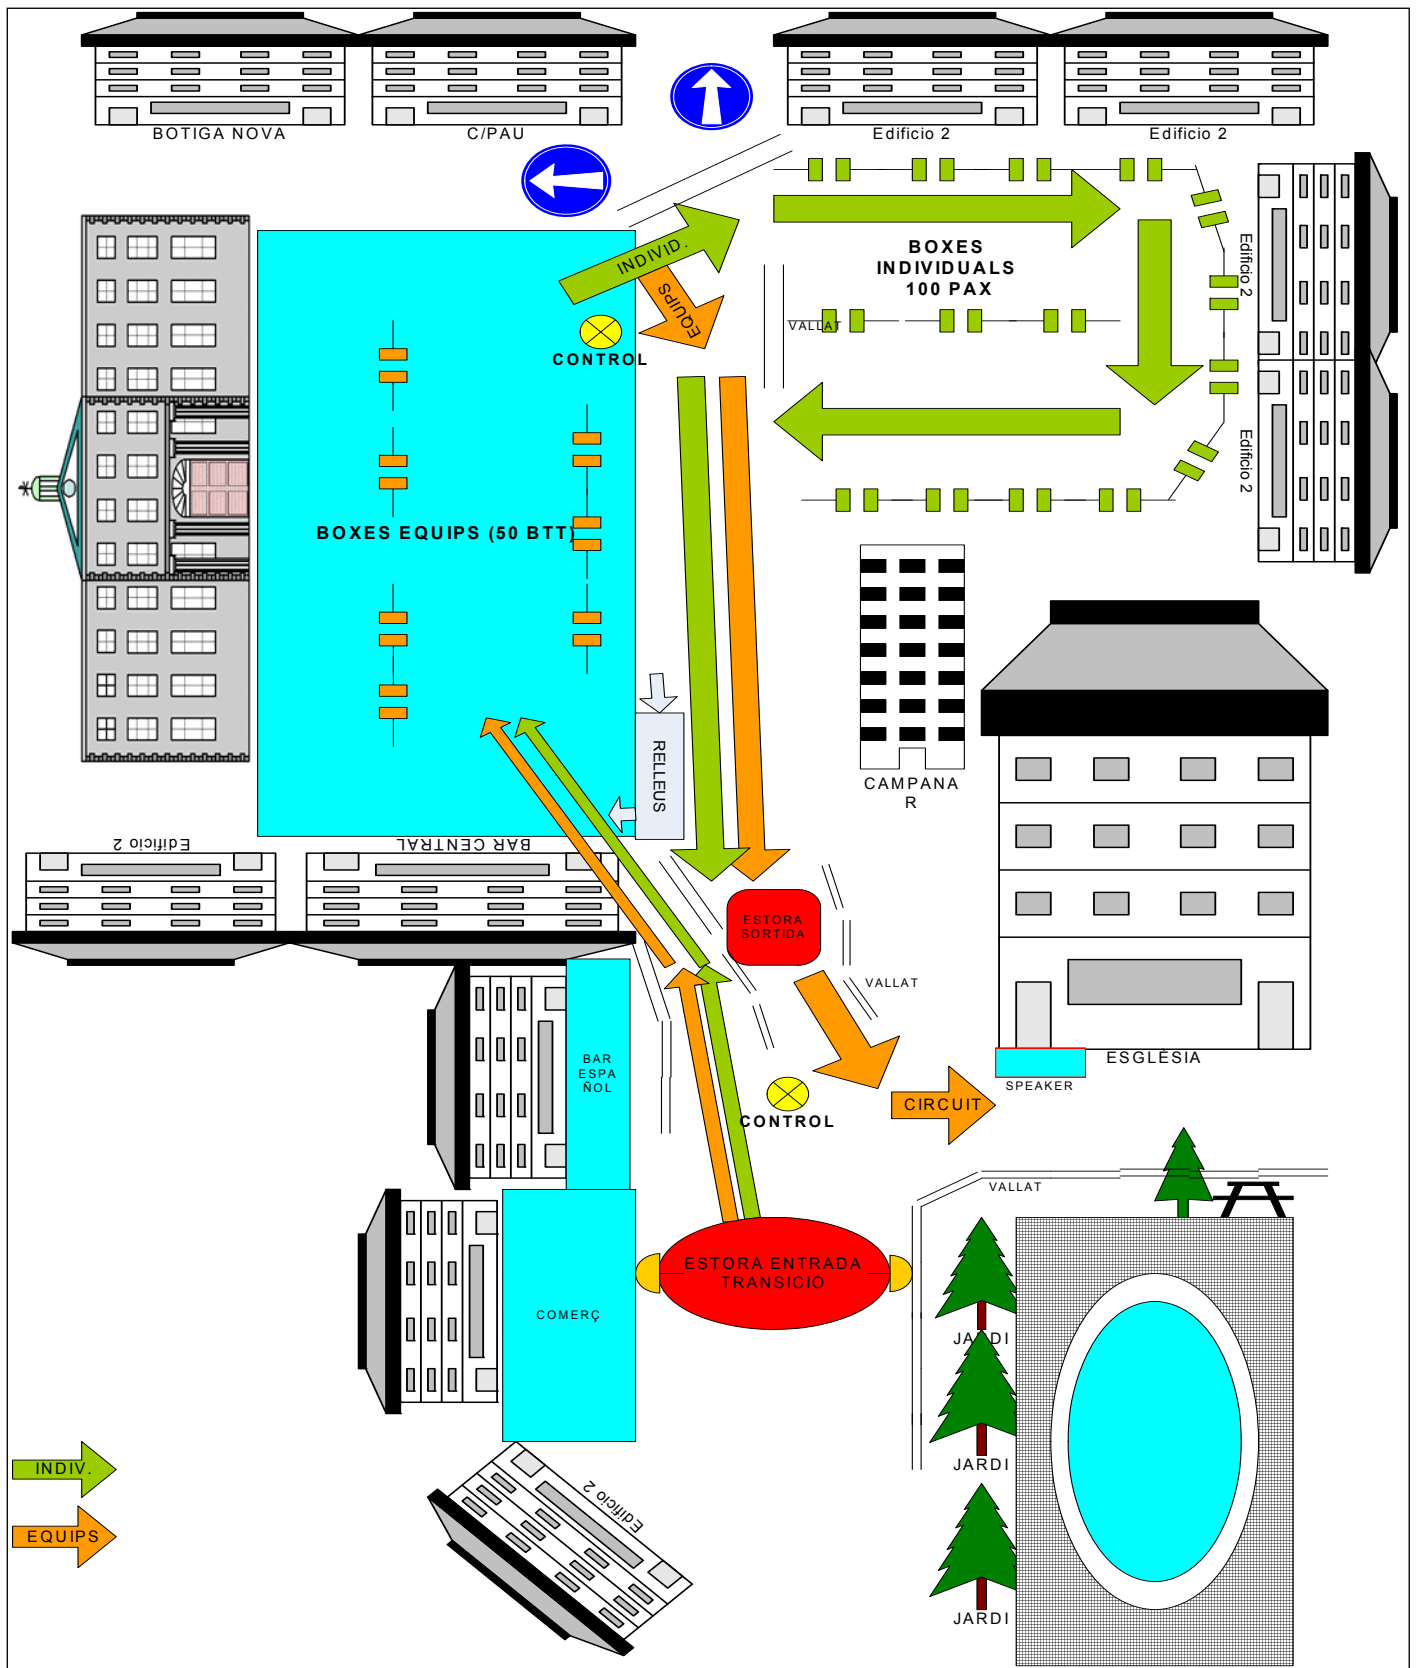 BOTIGA NOVA
C/PAU
Edificio 2
Edificio 2
INDIVID.
EQUIPS
BOXES
INDIVIDUALS
100 PAX
Edificio 2
VALLAT
CONTROL
Edificio 2
BOXES EQUIPS (50 BTT)
RELLEUS
CAMPANA
R
Edificio 2
BAR CENTRAL
ESTORA
SORTIDA
VALLAT
BAR
ESPA
ÑOL
ESGLÈSIA
SPEAKER
CIRCUIT
CONTROL
VALLAT
ESTORA ENTRADA
TRANSICIO
COMERÇ
JARDI
JARDI
INDIV.
Edificio 2
EQUIPS
JARDI